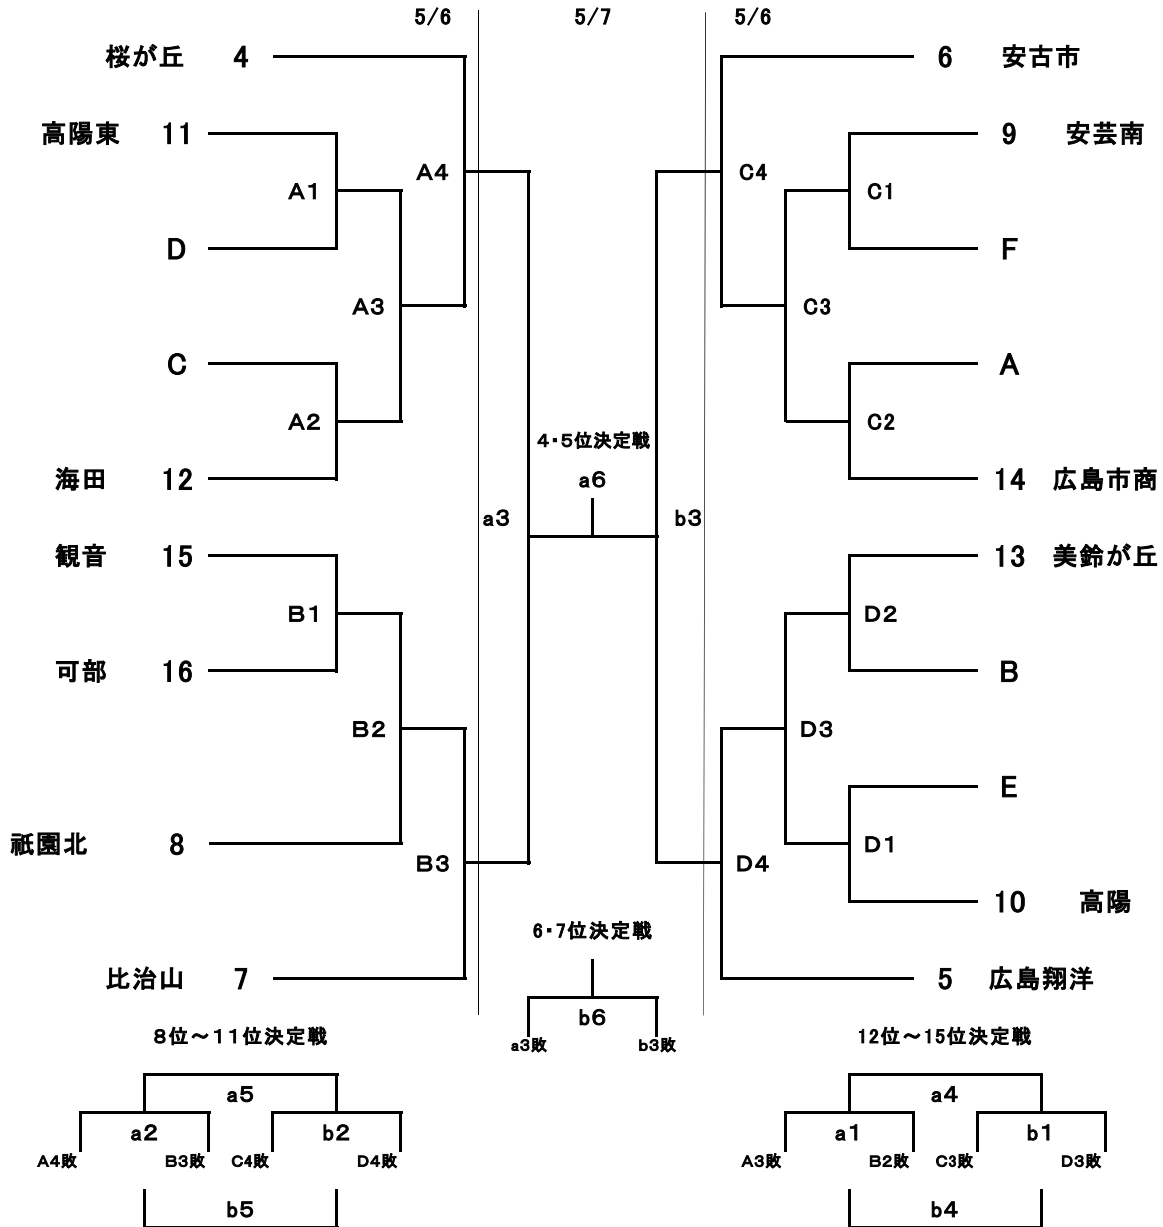 5/6 5/7 5/6
桜が丘 4 6 安古市
高陽東 11 9 安芸南
A4 C4
A1 C1
D F
A3 C3
C A
A2 C2
4・5位決定戦
海田 12 a6 14 広島市商
a3 b3
観音 15 13 美鈴が丘
B1 D2
可部 16 B
B2 D3
E
祇園北 8 D1
B3 D4
10 高陽
6・7位決定戦
比治山 7 5 広島翔洋
b6
8位～11位決定戦 a3敗 b3敗 12位～15位決定戦
a5 a4
a2 b2 a1 b1
A4敗 B3敗 C4敗 D4敗 A3敗 B2敗 C3敗 D3敗
b5 b4